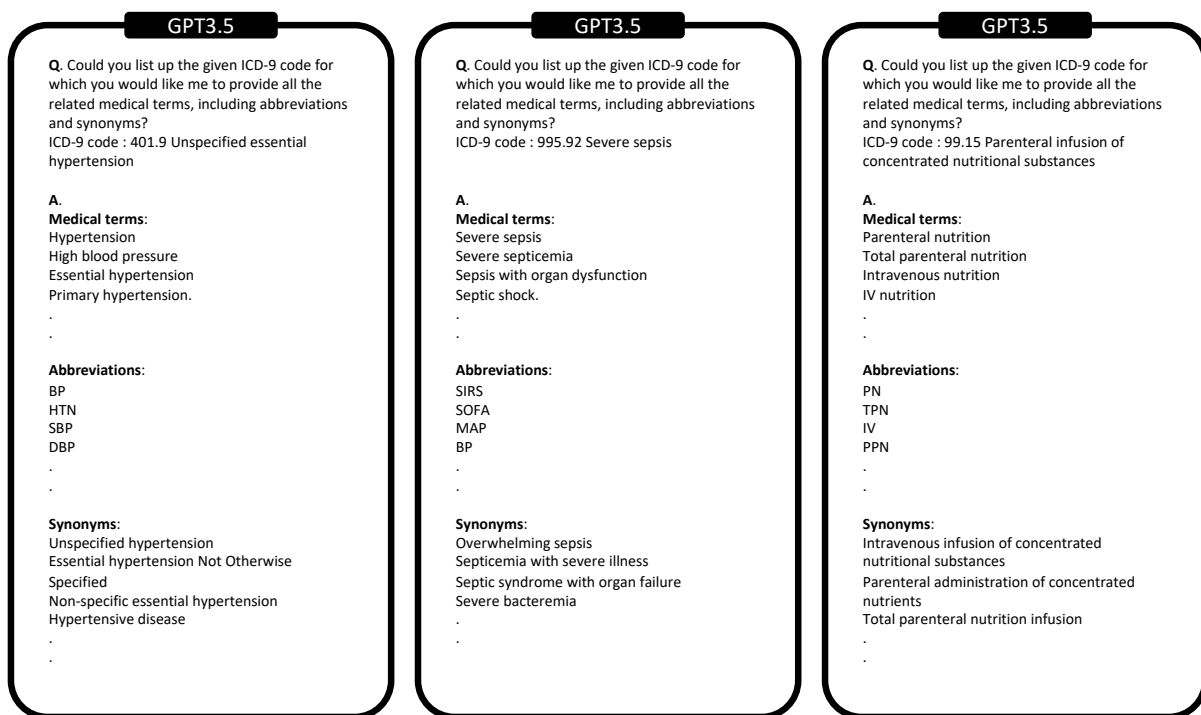 GPT3.5
Q. Could you list up the given ICD-9 code for
which you would like me to provide all the
related medical terms, including abbreviations
and synonyms?
ICD-9 code : 401.9 Unspecified essential
hypertension
A.
Medical terms:
Hypertension
High blood pressure
Essential hypertension
Primary hypertension.
.
.
Abbreviations:
BP
HTN
SBP
DBP
.
.
Synonyms:
Unspecified hypertension
Essential hypertension Not Otherwise
Specified
Non-specific essential hypertension
Hypertensive disease
.
.
GPT3.5
Q. Could you list up the given ICD-9 code for
which you would like me to provide all the
related medical terms, including abbreviations
and synonyms?
ICD-9 code : 995.92 Severe sepsis
A.
Medical terms:
Severe sepsis
Severe septicemia
Sepsis with organ dysfunction
Septic shock.
.
.
Abbreviations:
SIRS
SOFA
MAP
BP
.
.
Synonyms:
Overwhelming sepsis
Septicemia with severe illness
Septic syndrome with organ failure
Severe bacteremia
.
.
GPT3.5
Q. Could you list up the given ICD-9 code for
which you would like me to provide all the
related medical terms, including abbreviations
and synonyms?
ICD-9 code : 99.15 Parenteral infusion of
concentrated nutritional substances
A.
Medical terms:
Parenteral nutrition
Total parenteral nutrition
Intravenous nutrition
IV nutrition
.
.
Abbreviations:
PN
TPN
IV
PPN
.
.
Synonyms:
Intravenous infusion of concentrated
nutritional substances
Parenteral administration of concentrated
nutrients
Total parenteral nutrition infusion
.
.